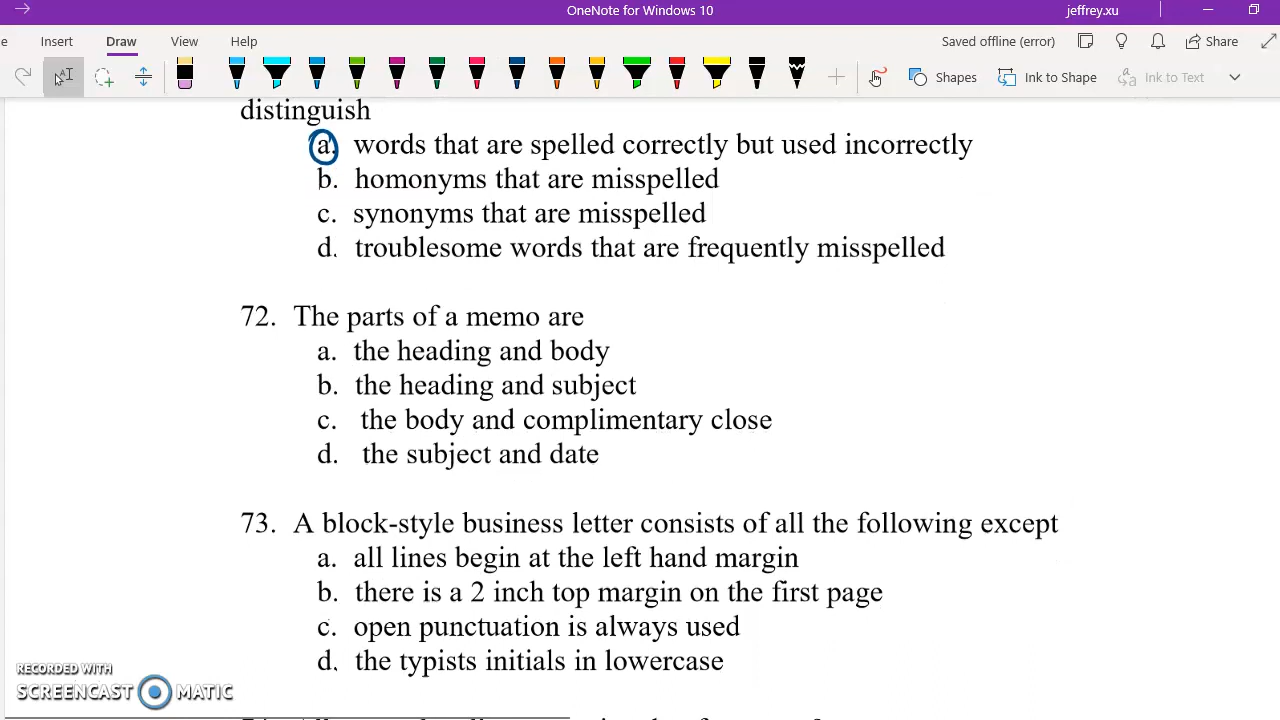 OneNote for Windows 10
jeffrey.xu
e Insert Draw View Help
Saved offline (error)
Share
Shapes
Ink to Shape
Ink to Text
distinguish
a. words that are spelled correctly but used incorrectly
b. homonyms that are misspelled
c. synonyms that are misspelled
d. troublesome words that are frequently misspelled
72. The parts of a memo are
a. the heading and body
b. the heading and subject
c. the body and complimentary close
d. the subject and date
73. A block-style business letter consists of all the following except
a. all lines begin at the left hand margin
b. there is a 2 inch top margin on the first page
c. open punctuation is always used
d. the typists initials in lowercase
RECORDED WITH
SCREENCAST MATIC